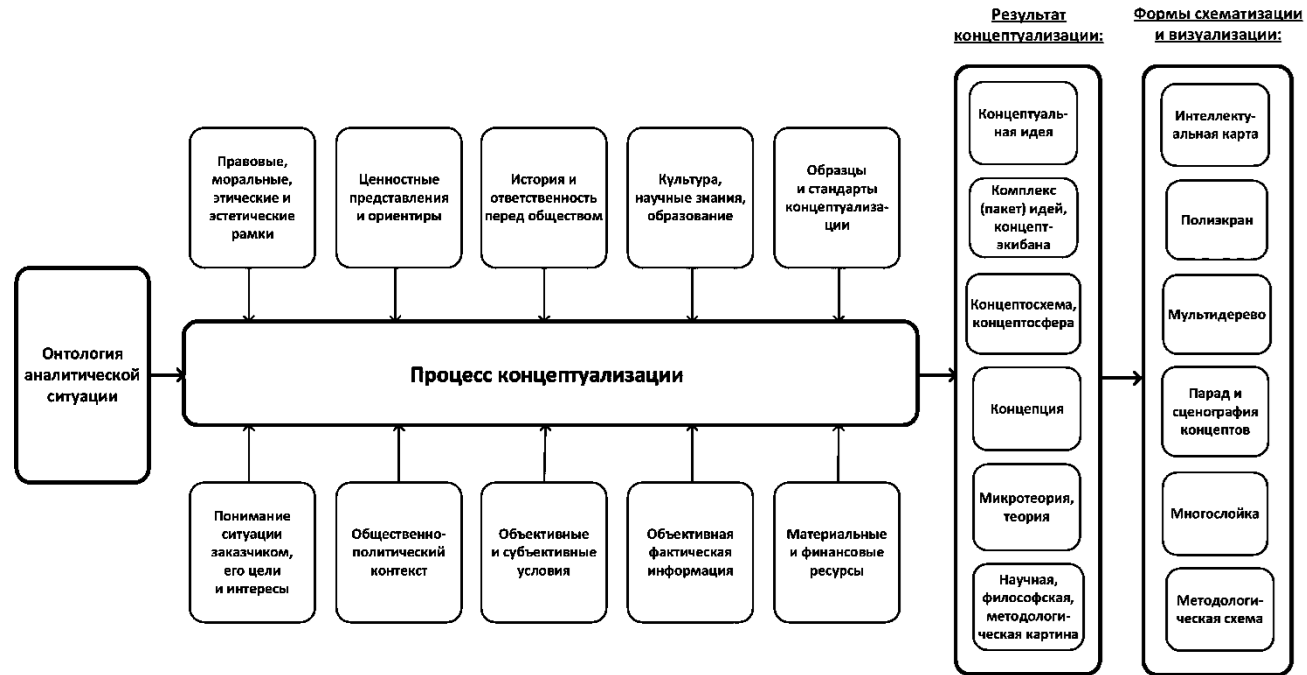 Результат
концептуализации:
Формы схематизации
и визуализации:
Правовые,
моральные,
этические и
эстетические
рамки
Ценностные
представления
и ориентиры
История и
ответственность
перед обществом
Культура,
научные знания,
образование
Образцы
и стандарты
концептуализа-
ции
Онтология
аналитической
ситуации
Процесс концептуализации
Понимание
ситуации
заказчиком,
его цели
и интересы
Общественно-
политический
контекст
Объективные
и субъективные
условия
Объективная
фактическая
информация
Материальные
и финансовые
ресурсы
Концептуаль-
ная идея
Комплекс
(пакет) идей,
концепт-
экибана
Концептосхема,
концептосфера
Концепция
Микротеория,
теория
Научная,
философская,
методологи-
ческая картина
Интеллекту-
альная карта
Полиэкран
Мультидерево
Парад и
сценография
концептов
Многослойка
Методологи-
ческая схема